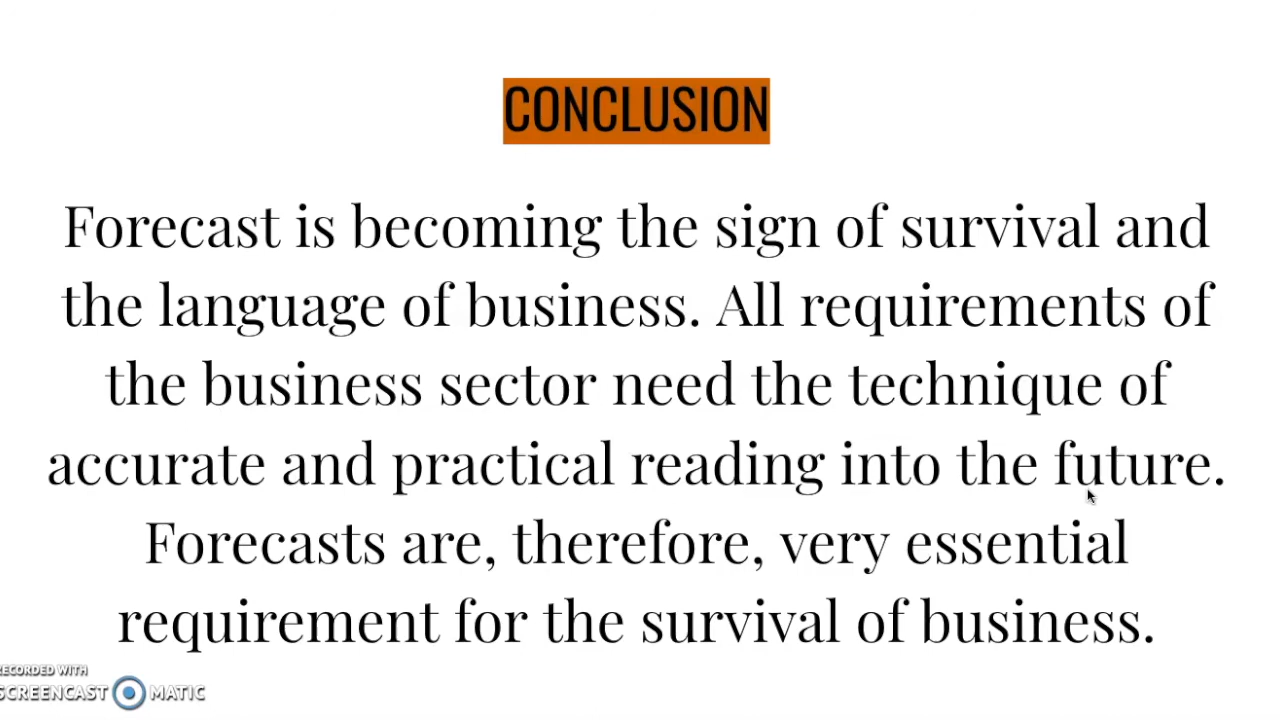 CONCLUSION
Forecast is becoming the sign of survival and
the language of business. All requirements of
the business sector need the technique of
accurate and practical reading into the future.
Forecasts are, therefore, very essential
requirement for the survival of business.
RECORDED WITH
SCREENCAST MATIC